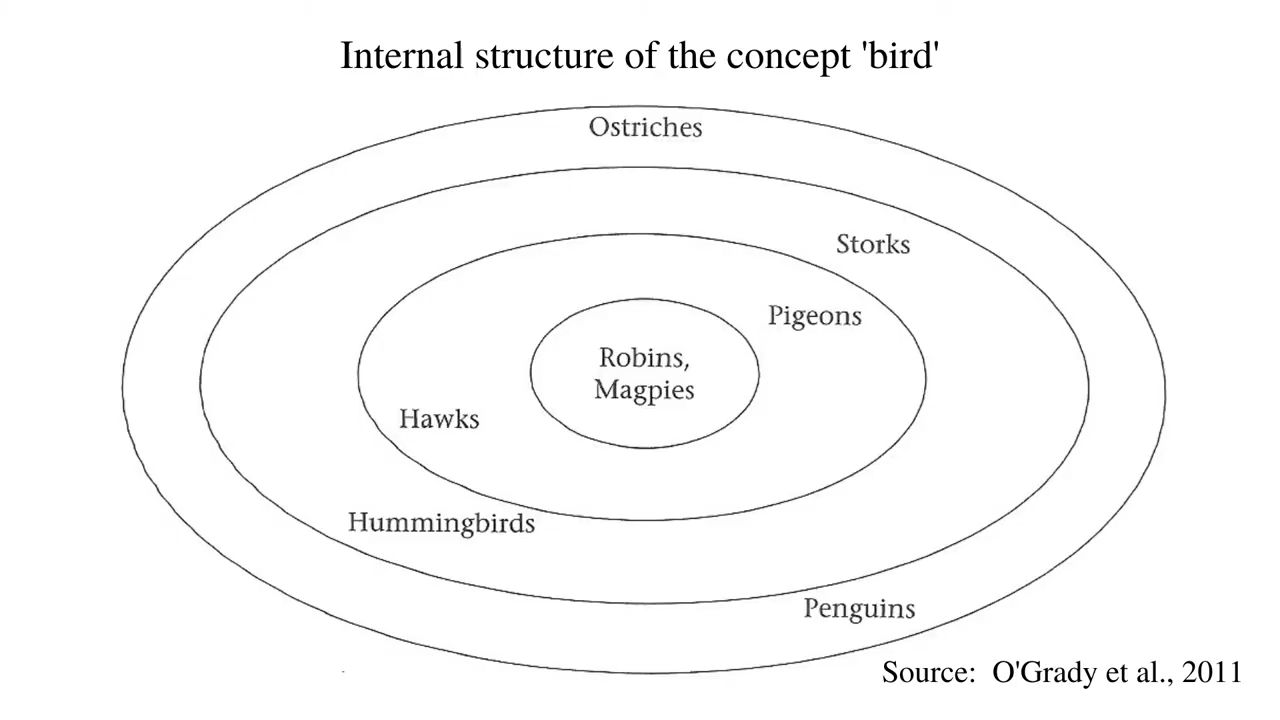 Internal structure of the concept 'bird'
Ostriches
Storks
Pigeons
Robins,
Magpies
Hawks
Hummingbirds
Penguins
Source:  O'Grady et al., 2011